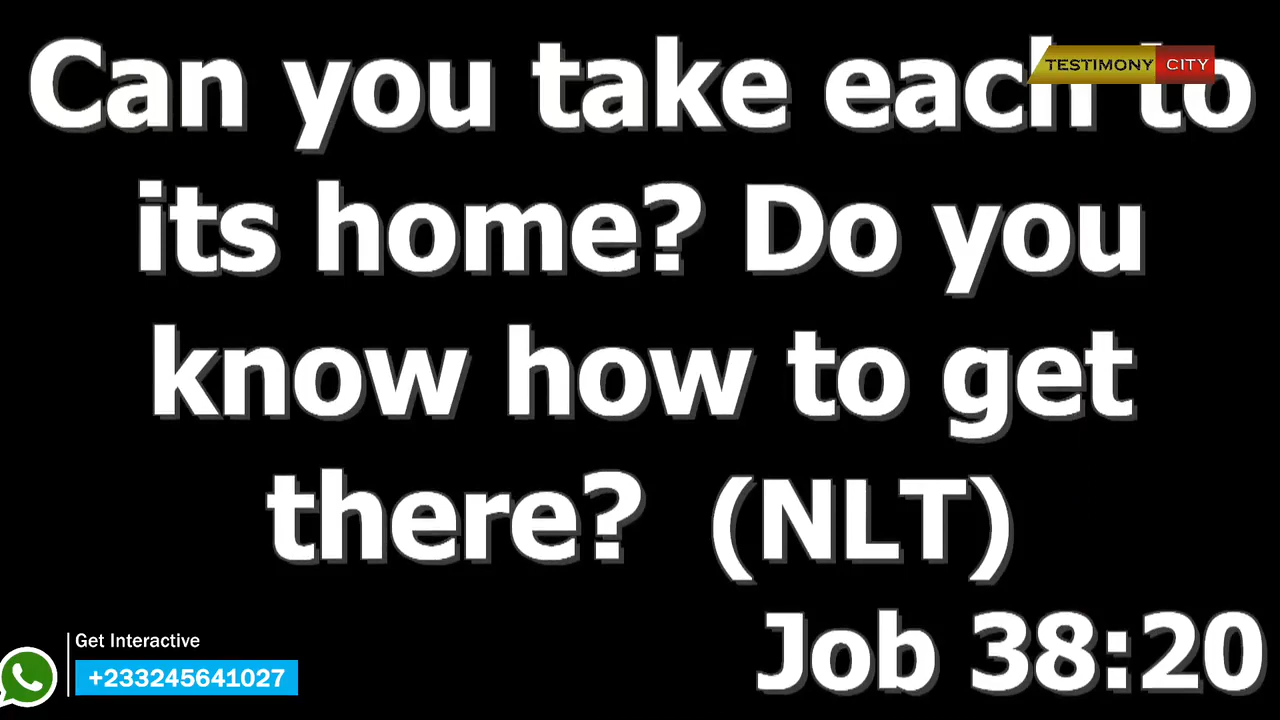 Can you take each to
TESTIMONY CITY
its home? Do you
know how to get
there? (NLT)
Job 38:20
Get Interactive
+233245641027